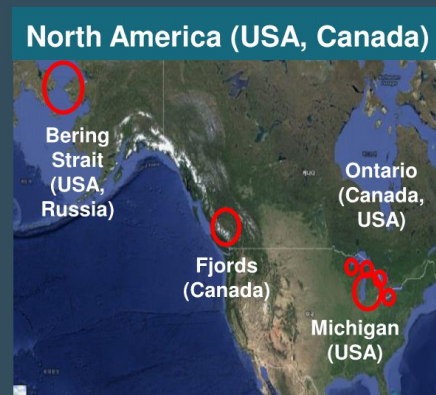 North America (USA, Canada)
Bering
Strait
(USA,
Russia)
Ontario
(Canada,
USA)
Fjords
(Canada)
Michigan
(USA)